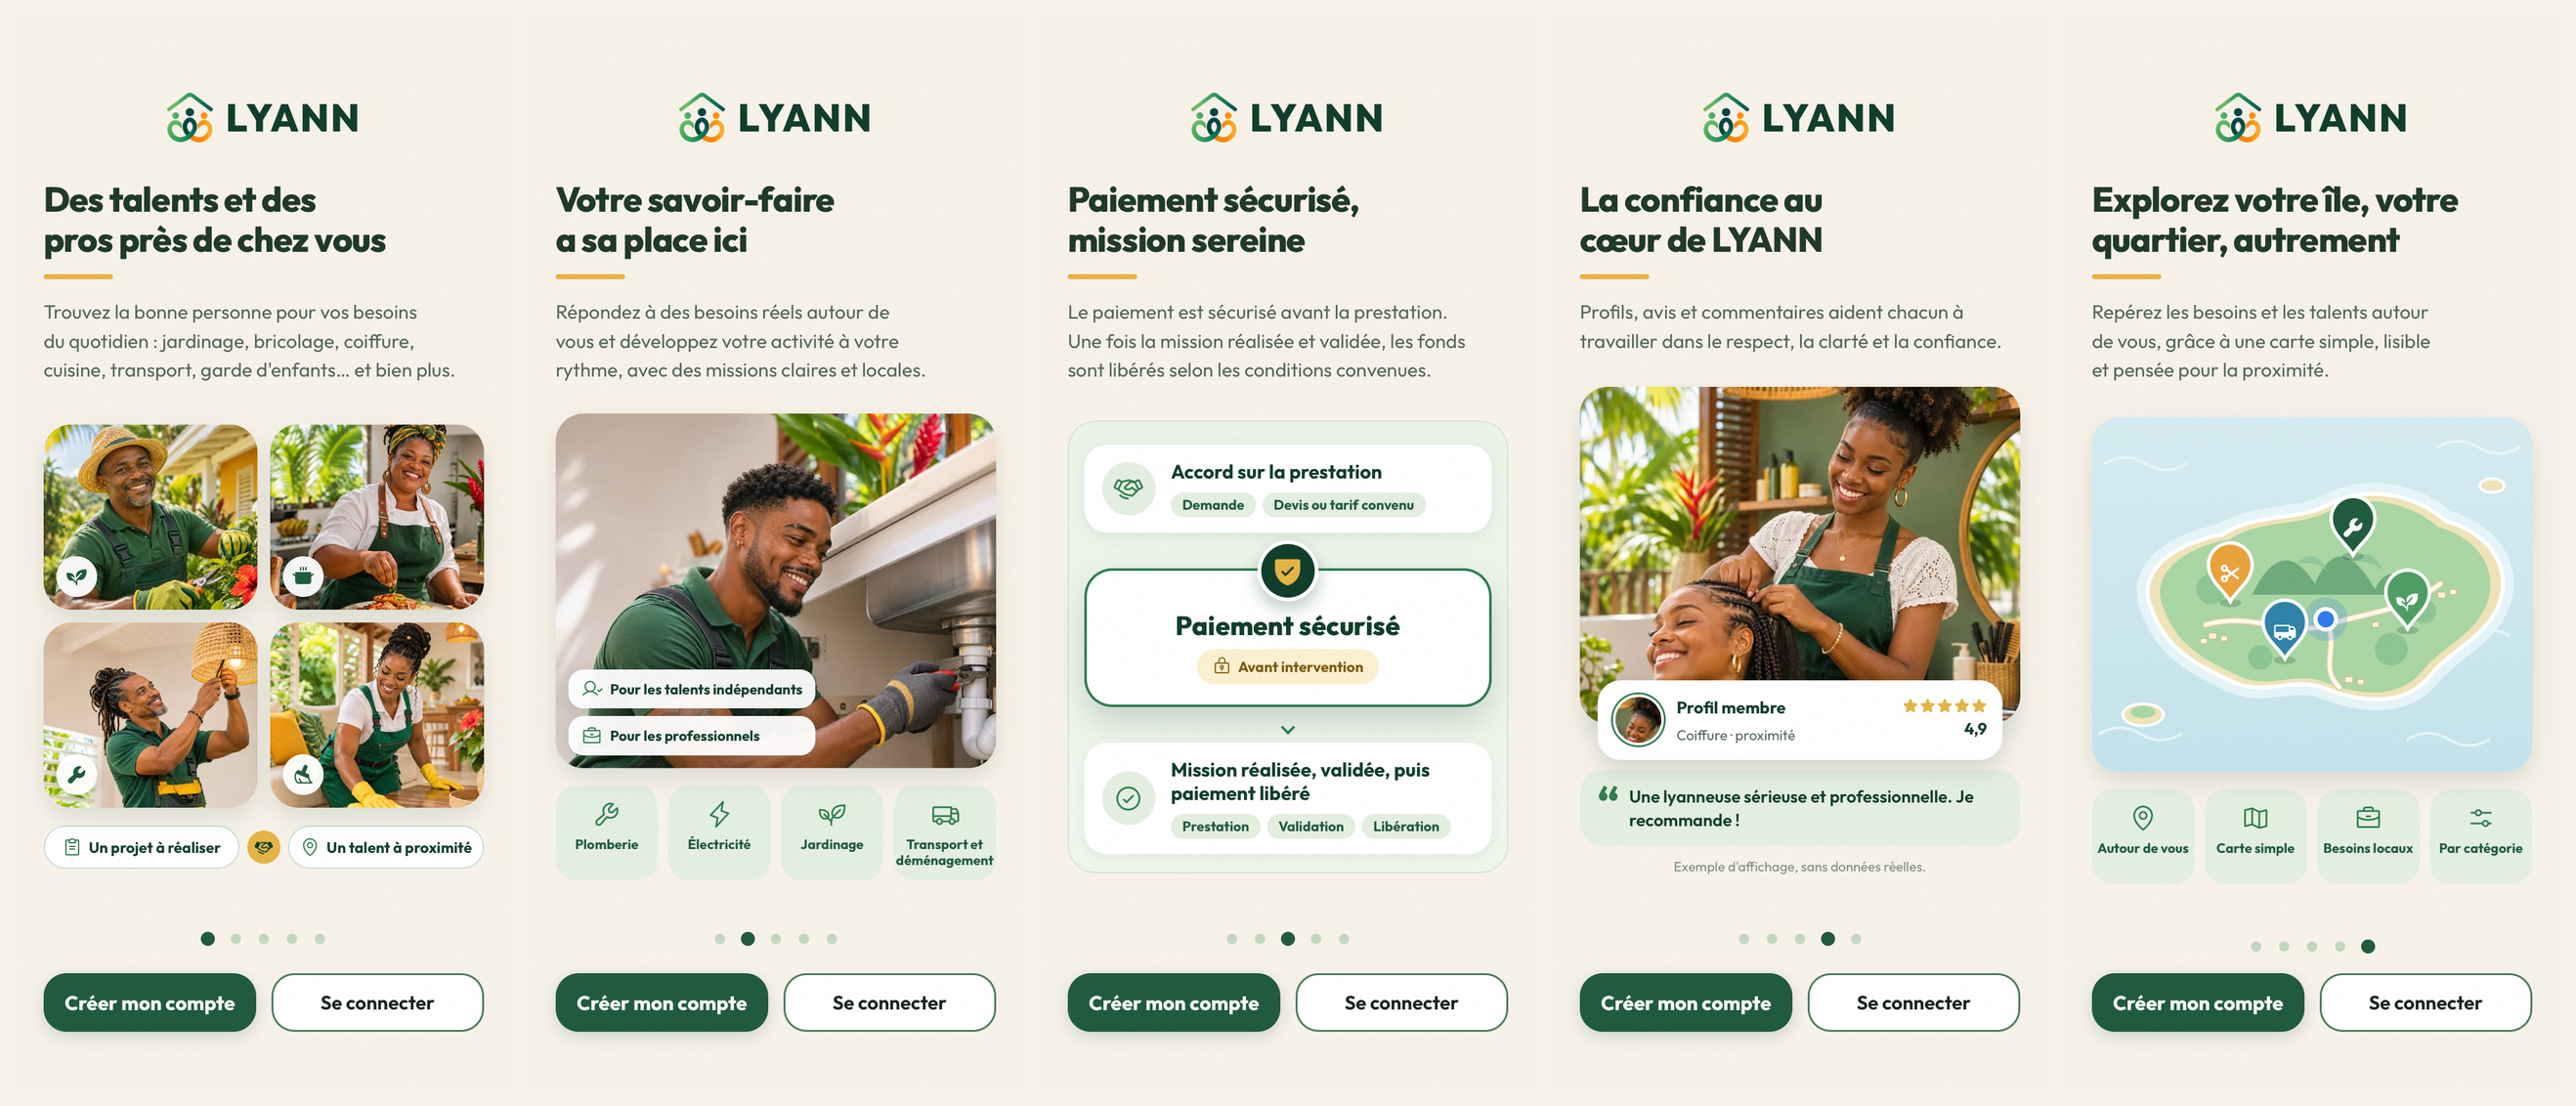 LYANN
Des talents et des
pros près de chez vous
Trouvez la bonne personne pour vos besoins
du quotidien : jardinage, bricolage, coiffure,
cuisine, transport, garde d'enfants... et bien plus.
Un projet à réaliser
Un talent à proximité
Créer mon compte
Se connecter
LYANN
Votre savoir-faire
a sa place ici
Répondez à des besoins réels autour de
vous et développez votre activité à votre
rythme, avec des missions claires et locales.
Pour les talents indépendants
Pour les professionnels
Plomberie
Électricité
Jardinage
Transport et
déménagement
Créer mon compte
Se connecter
LYANN
Paiement sécurisé,
mission sereine
Le paiement est sécurisé avant la prestation.
Une fois la mission réalisée et validée, les fonds
sont libérés selon les conditions convenues.
Accord sur la prestation
Demande
Devis ou tarif convenu
Paiement sécurisé
Avant intervention
Mission réalisée, validée, puis
paiement libéré
Prestation
Validation
Libération
Créer mon compte
Se connecter
LYANN
La confiance au
cœur de LYANN
Profils, avis et commentaires aident chacun à
travailler dans le respect, la clarté et la confiance.
Profil membre
Coiffure · proximité
4,9
“ Une lyanneuse sérieuse et professionnelle. Je
recommande !
Exemple d'affichage, sans données réelles.
Créer mon compte
Se connecter
LYANN
Explorez votre île, votre
quartier, autrement
Repérez les besoins et les talents autour
de vous, grâce à une carte simple, lisible
et pensée pour la proximité.
Autour de vous
Carte simple
Besoins locaux
Par catégorie
Créer mon compte
Se connecter